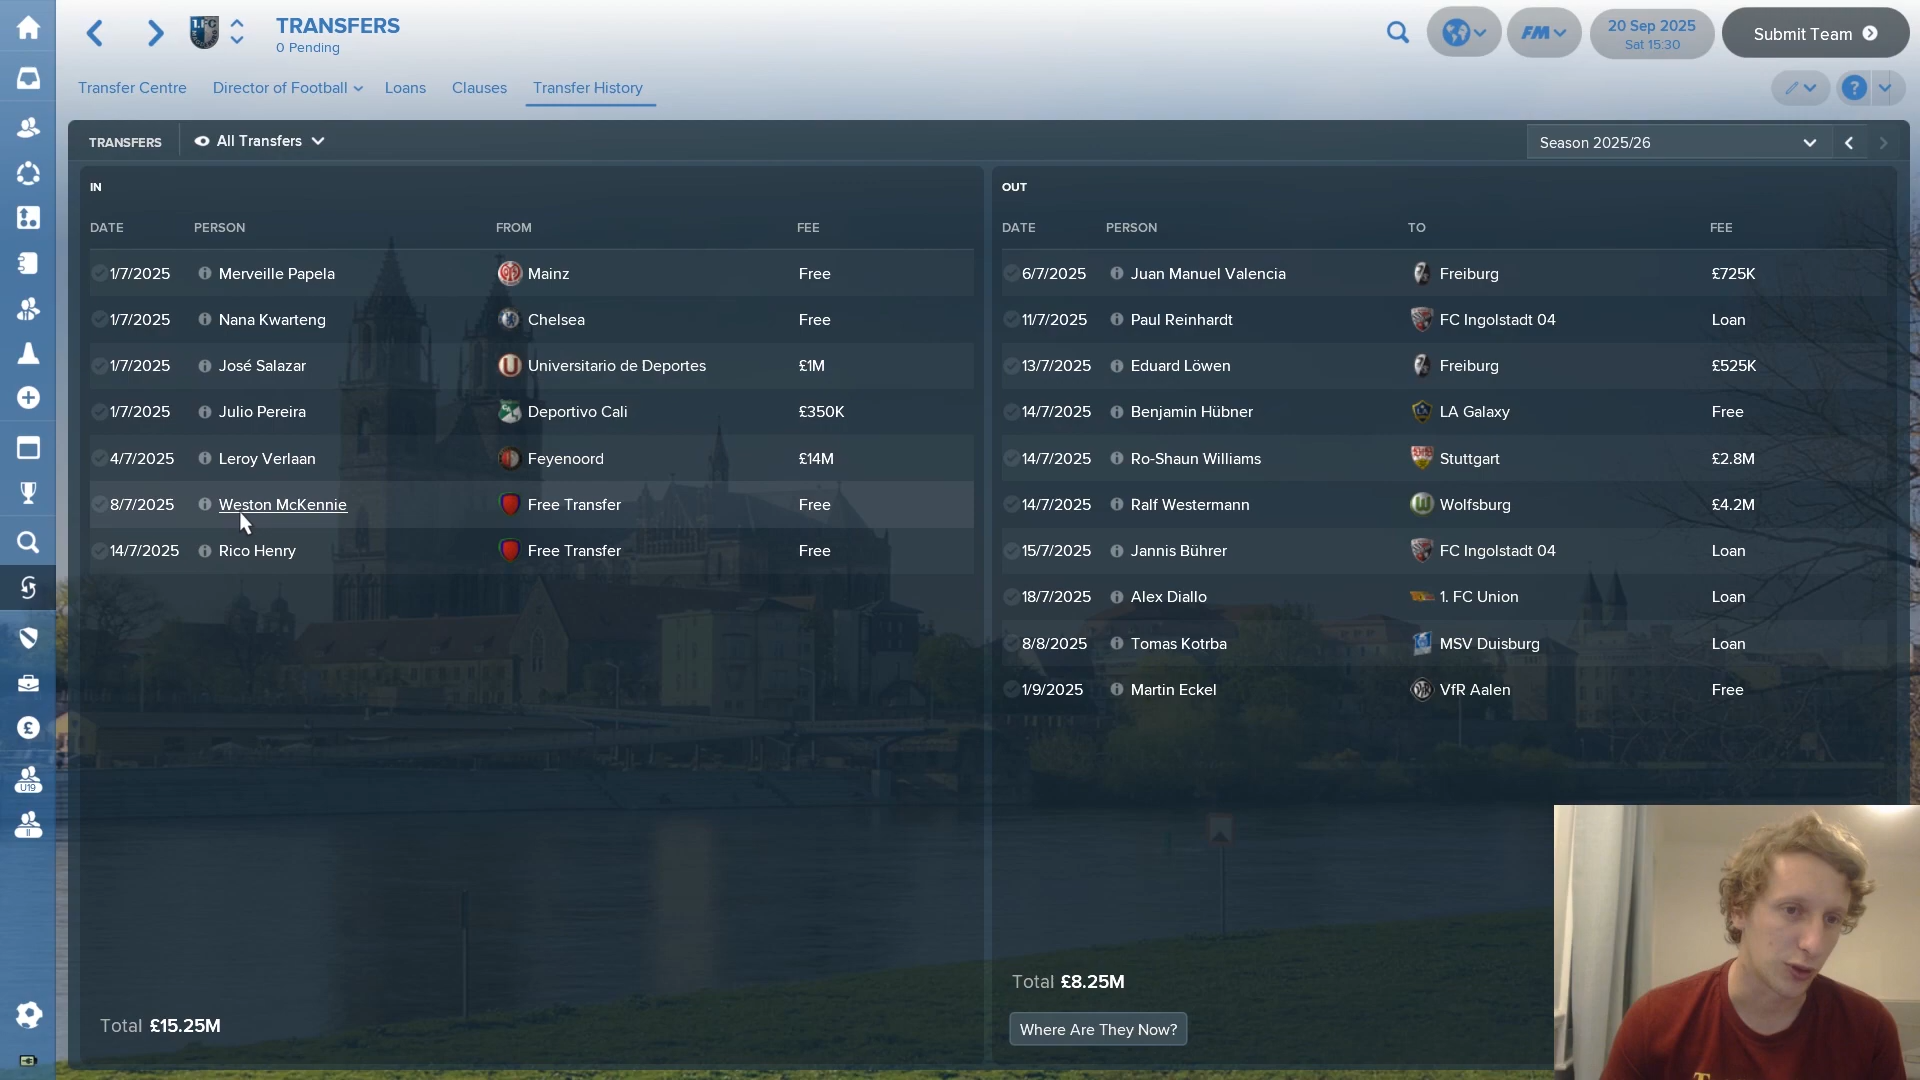 TRANSFERS
0 Pending
FM
20 Sep 2025
Sat 15:30
Submit Team
Transfer Centre Director of Football Loans Clauses Transfer History
?
TRANSFERS All Transfers Season 2025/26
IN
DATE PERSON FROM FEE
1/7/2025 Merveille Papela Mainz Free
1/7/2025 Nana Kwarteng Chelsea Free
1/7/2025 José Salazar Universitario de Deportes £1M
1/7/2025 Julio Pereira Deportivo Cali £350K
4/7/2025 Leroy Verlaan Feyenoord £14M
8/7/2025 Weston McKennie Free Transfer Free
14/7/2025 Rico Henry Free Transfer Free
Total £15.25M
OUT
DATE PERSON TO FEE
6/7/2025 Juan Manuel Valencia Freiburg £725K
11/7/2025 Paul Reinhardt FC Ingolstadt 04 Loan
13/7/2025 Eduard Löwen Freiburg £525K
14/7/2025 Benjamin Hübner LA Galaxy Free
14/7/2025 Ro-Shaun Williams Stuttgart £2.8M
14/7/2025 Ralf Westermann Wolfsburg £4.2M
15/7/2025 Jannis Bührer FC Ingolstadt 04 Loan
18/7/2025 Alex Diallo 1. FC Union Loan
8/8/2025 Tomas Kotrba MSV Duisburg Loan
1/9/2025 Martin Eckel VfR Aalen Free
Total £8.25M
Where Are They Now?
U19
II